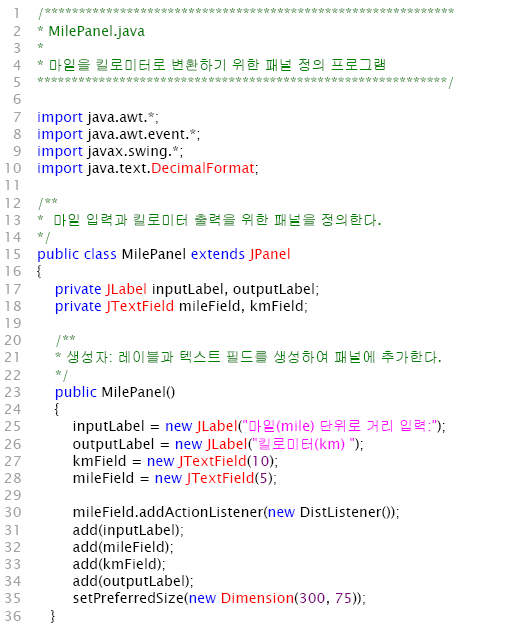 1 /************************************************************
2 * MilePanel.java
3 *
4 * 마일을 킬로미터로 변환하기 위한 패널 정의 프로그램
5 ************************************************************/
6
7 import java.awt.*;
8 import java.awt.event.*;
9 import javax.swing.*;
10 import java.text.DecimalFormat;
11
12 /**
13 *  마일 입력과 킬로미터 출력을 위한 패널을 정의한다.
14 */
15 public class MilePanel extends JPanel
16 {
17     private JLabel inputLabel, outputLabel;
18     private JTextField mileField, kmField;
19
20     /**
21     * 생성자: 레이블과 텍스트 필드를 생성하여 패널에 추가한다.
22     */
23     public MilePanel()
24     {
25         inputLabel = new JLabel("마일(mile) 단위로 거리 입력:");
26         outputLabel = new JLabel("킬로미터(km) ");
27         kmField = new JTextField(10);
28         mileField = new JTextField(5);
29
30         mileField.addActionListener(new DistListener());
31         add(inputLabel);
32         add(mileField);
33         add(kmField);
34         add(outputLabel);
35         setPreferredSize(new Dimension(300, 75));
36    }